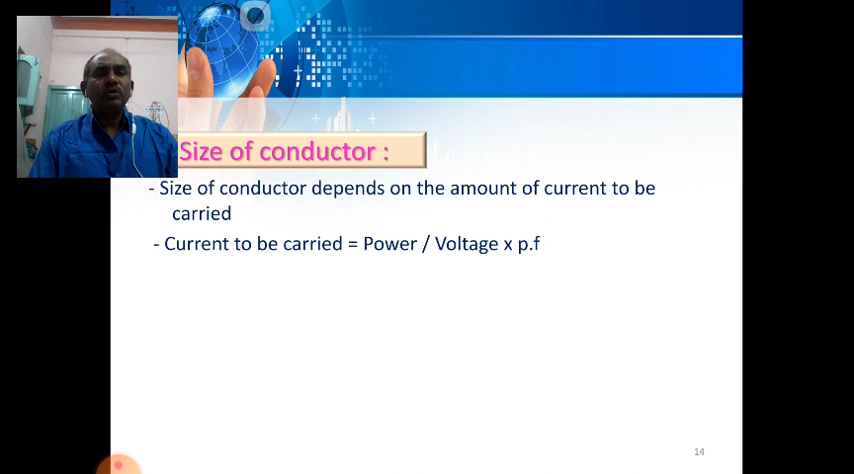 Size of conductor :
- Size of conductor depends on the amount of current to be
carried
- Current to be carried = Power / Voltage x p.f
14